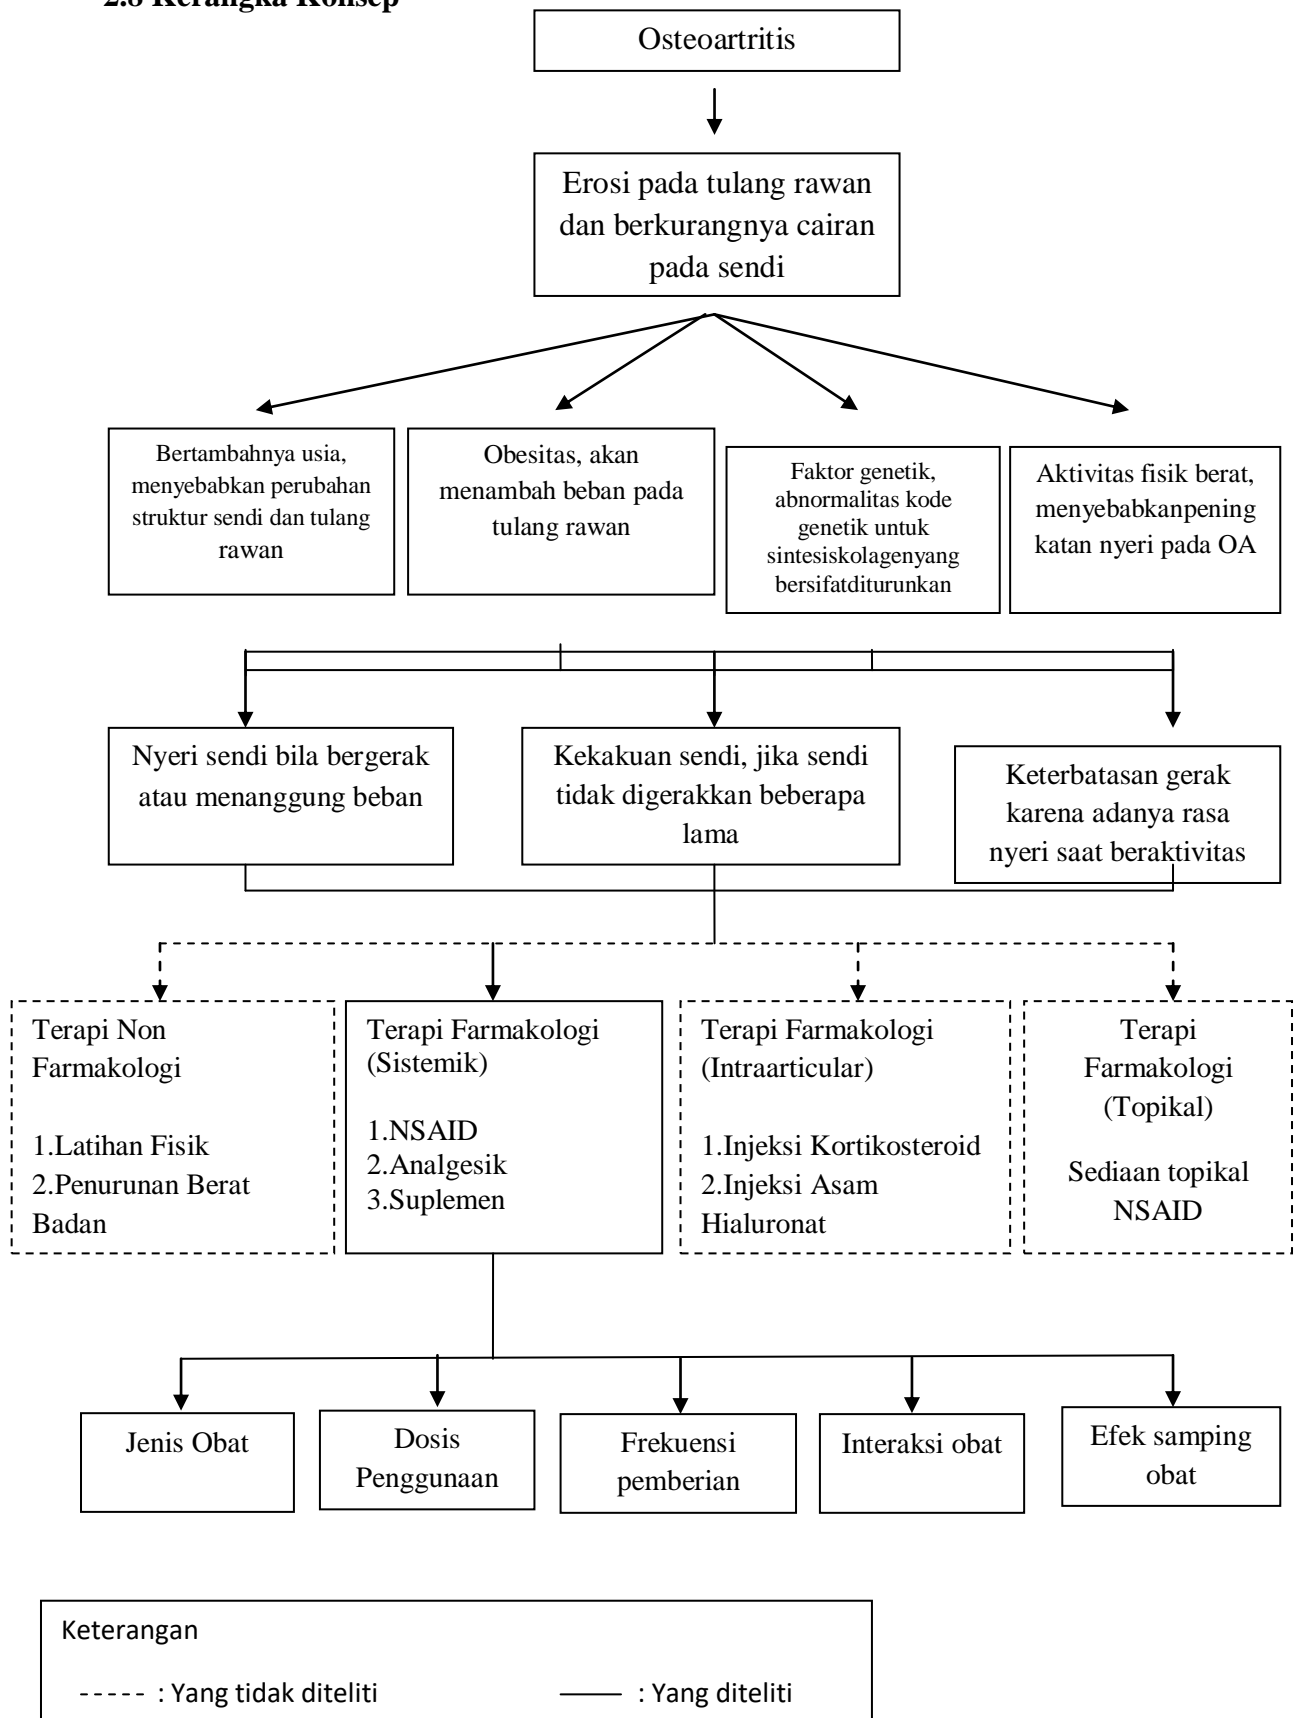 2.8 Kerangka Konsep
Osteoartritis
Erosi pada tulang rawan
dan berkurangnya cairan
pada sendi
Bertambahnya usia,
menyebabkan perubahan
struktur sendi dan tulang
rawan
Obesitas, akan
menambah beban pada
tulang rawan
Faktor genetik,
abnormalitas kode
genetik untuk
sintesiskolagenyang
bersifatditurunkan
Aktivitas fisik berat,
menyebabkanpening
katan nyeri pada OA
Nyeri sendi bila bergerak
atau menanggung beban
Kekakuan sendi, jika sendi
tidak digerakkan beberapa
lama
Keterbatasan gerak
karena adanya rasa
nyeri saat beraktivitas
Terapi Non
Farmakologi
1.Latihan Fisik
2.Penurunan Berat
Badan
Terapi Farmakologi
(Sistemik)
1.NSAID
2.Analgesik
3.Suplemen
Terapi Farmakologi
(Intraarticular)
1.Injeksi Kortikosteroid
2.Injeksi Asam
Hialuronat
Terapi
Farmakologi
(Topikal)
Sediaan topikal
NSAID
Jenis Obat
Dosis
Penggunaan
Frekuensi
pemberian
Interaksi obat
Efek samping
obat
Keterangan
----- : Yang tidak diteliti
—— : Yang diteliti